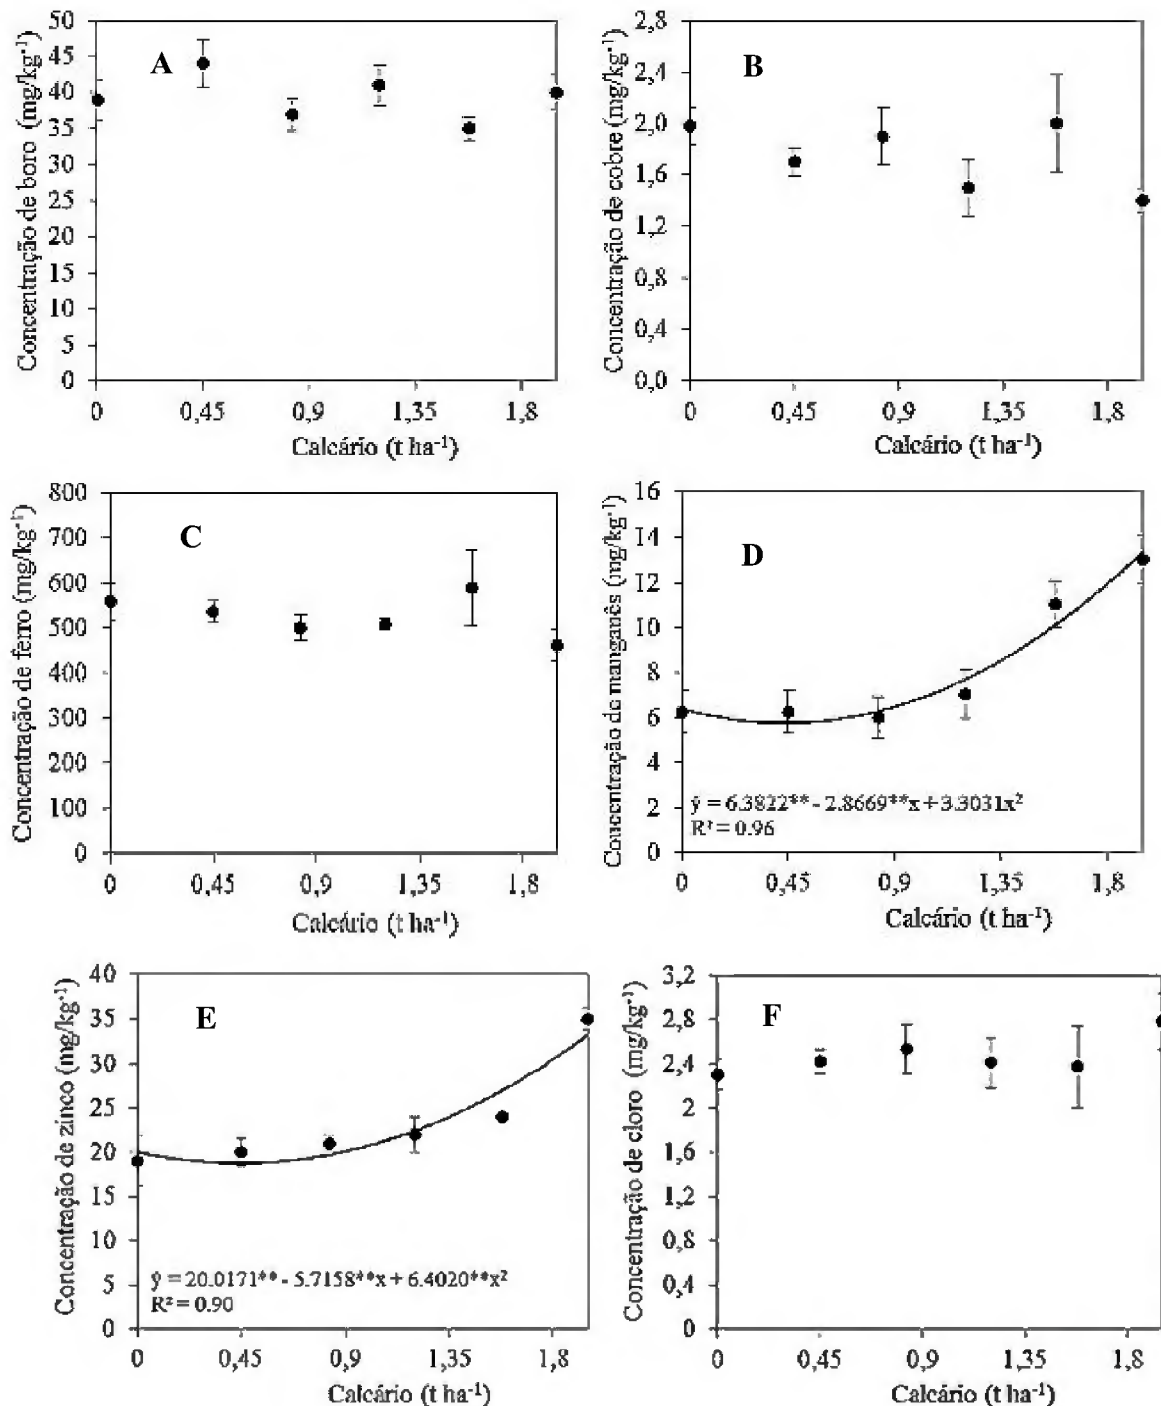 Concentração de boro (mg/kg⁻¹)
50
45
40
35
30
25
20
15
10
5
0
A
0 0,45 0,9 1,35 1,8
Calcário (t ha⁻¹)
Concentração de cobre (mg/kg⁻¹)
2,8
2,4
2,0
1,6
1,2
0,8
0,4
0,0
B
0 0,45 0,9 1,35 1,8
Calcário (t ha⁻¹)
Concentração de ferro (mg/kg⁻¹)
800
700
600
500
400
300
200
100
0
C
0 0,45 0,9 1,35 1,8
Calcário (t ha⁻¹)
Concentração de manganês (mg/kg⁻¹)
16
14
12
10
8
6
4
2
0
D
ŷ = 6.3822** - 2.8669**x + 3.3031x²
R² = 0.96
0 0,45 0,9 1,35 1,8
Calcário (t ha⁻¹)
Concentração de zinco (mg/kg⁻¹)
40
35
30
25
20
15
10
5
0
E
ŷ = 20.0171** - 5.7158**x + 6.4020**x²
R² = 0.90
0 0,45 0,9 1,35 1,8
Calcário (t ha⁻¹)
Concentração de cloro (mg/kg⁻¹)
3,2
2,8
2,4
2
1,6
1,2
0,8
0,4
0
F
0 0,45 0,9 1,35 1,8
Calcário (t ha⁻¹)